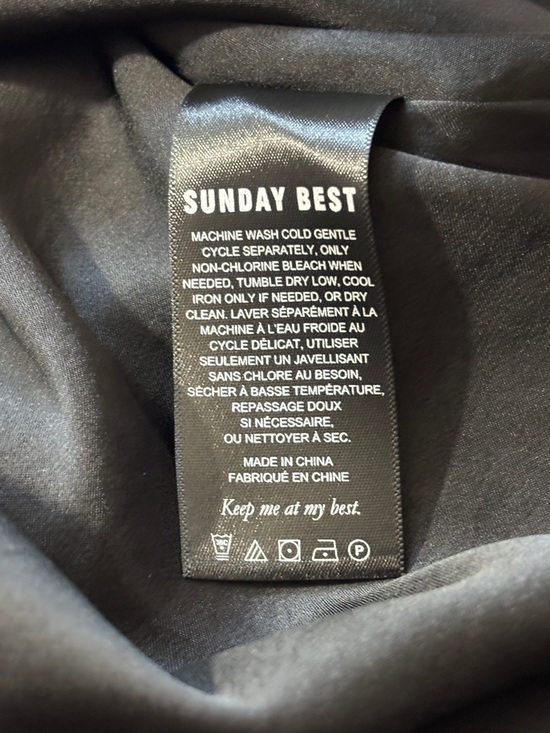 SUNDAY BEST
MACHINE WASH COLD GENTLE
CYCLE SEPARATELY, ONLY
NON-CHLORINE BLEACH WHEN
NEEDED, TUMBLE DRY LOW, COOL
IRON ONLY IF NEEDED, OR DRY
CLEAN. LAVER SÉPARÉMENT À LA
MACHINE À L'EAU FROIDE AU
CYCLE DÉLICAT, UTILISER
SEULEMENT UN JAVELLISANT
SANS CHLORE AU BESOIN,
SÉCHER À BASSE TEMPÉRATURE,
REPASSAGE DOUX
SI NÉCESSAIRE,
OU NETTOYER À SEC.
MADE IN CHINA
FABRIQUÉ EN CHINE
Keep me at my best.
30C P